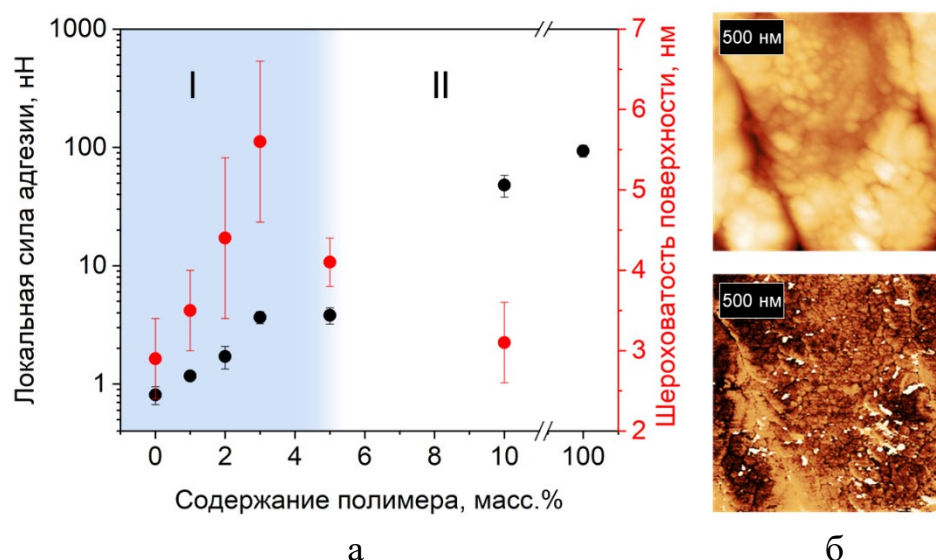 Локальная сила адгезии, нН
1000
100
10
1
I
II
7
6
5
4
3
2
Шероховатость поверхности, нм
0
2
4
6
8
10
100
Содержание полимера, масс.%
а
500 нм
500 нм
б